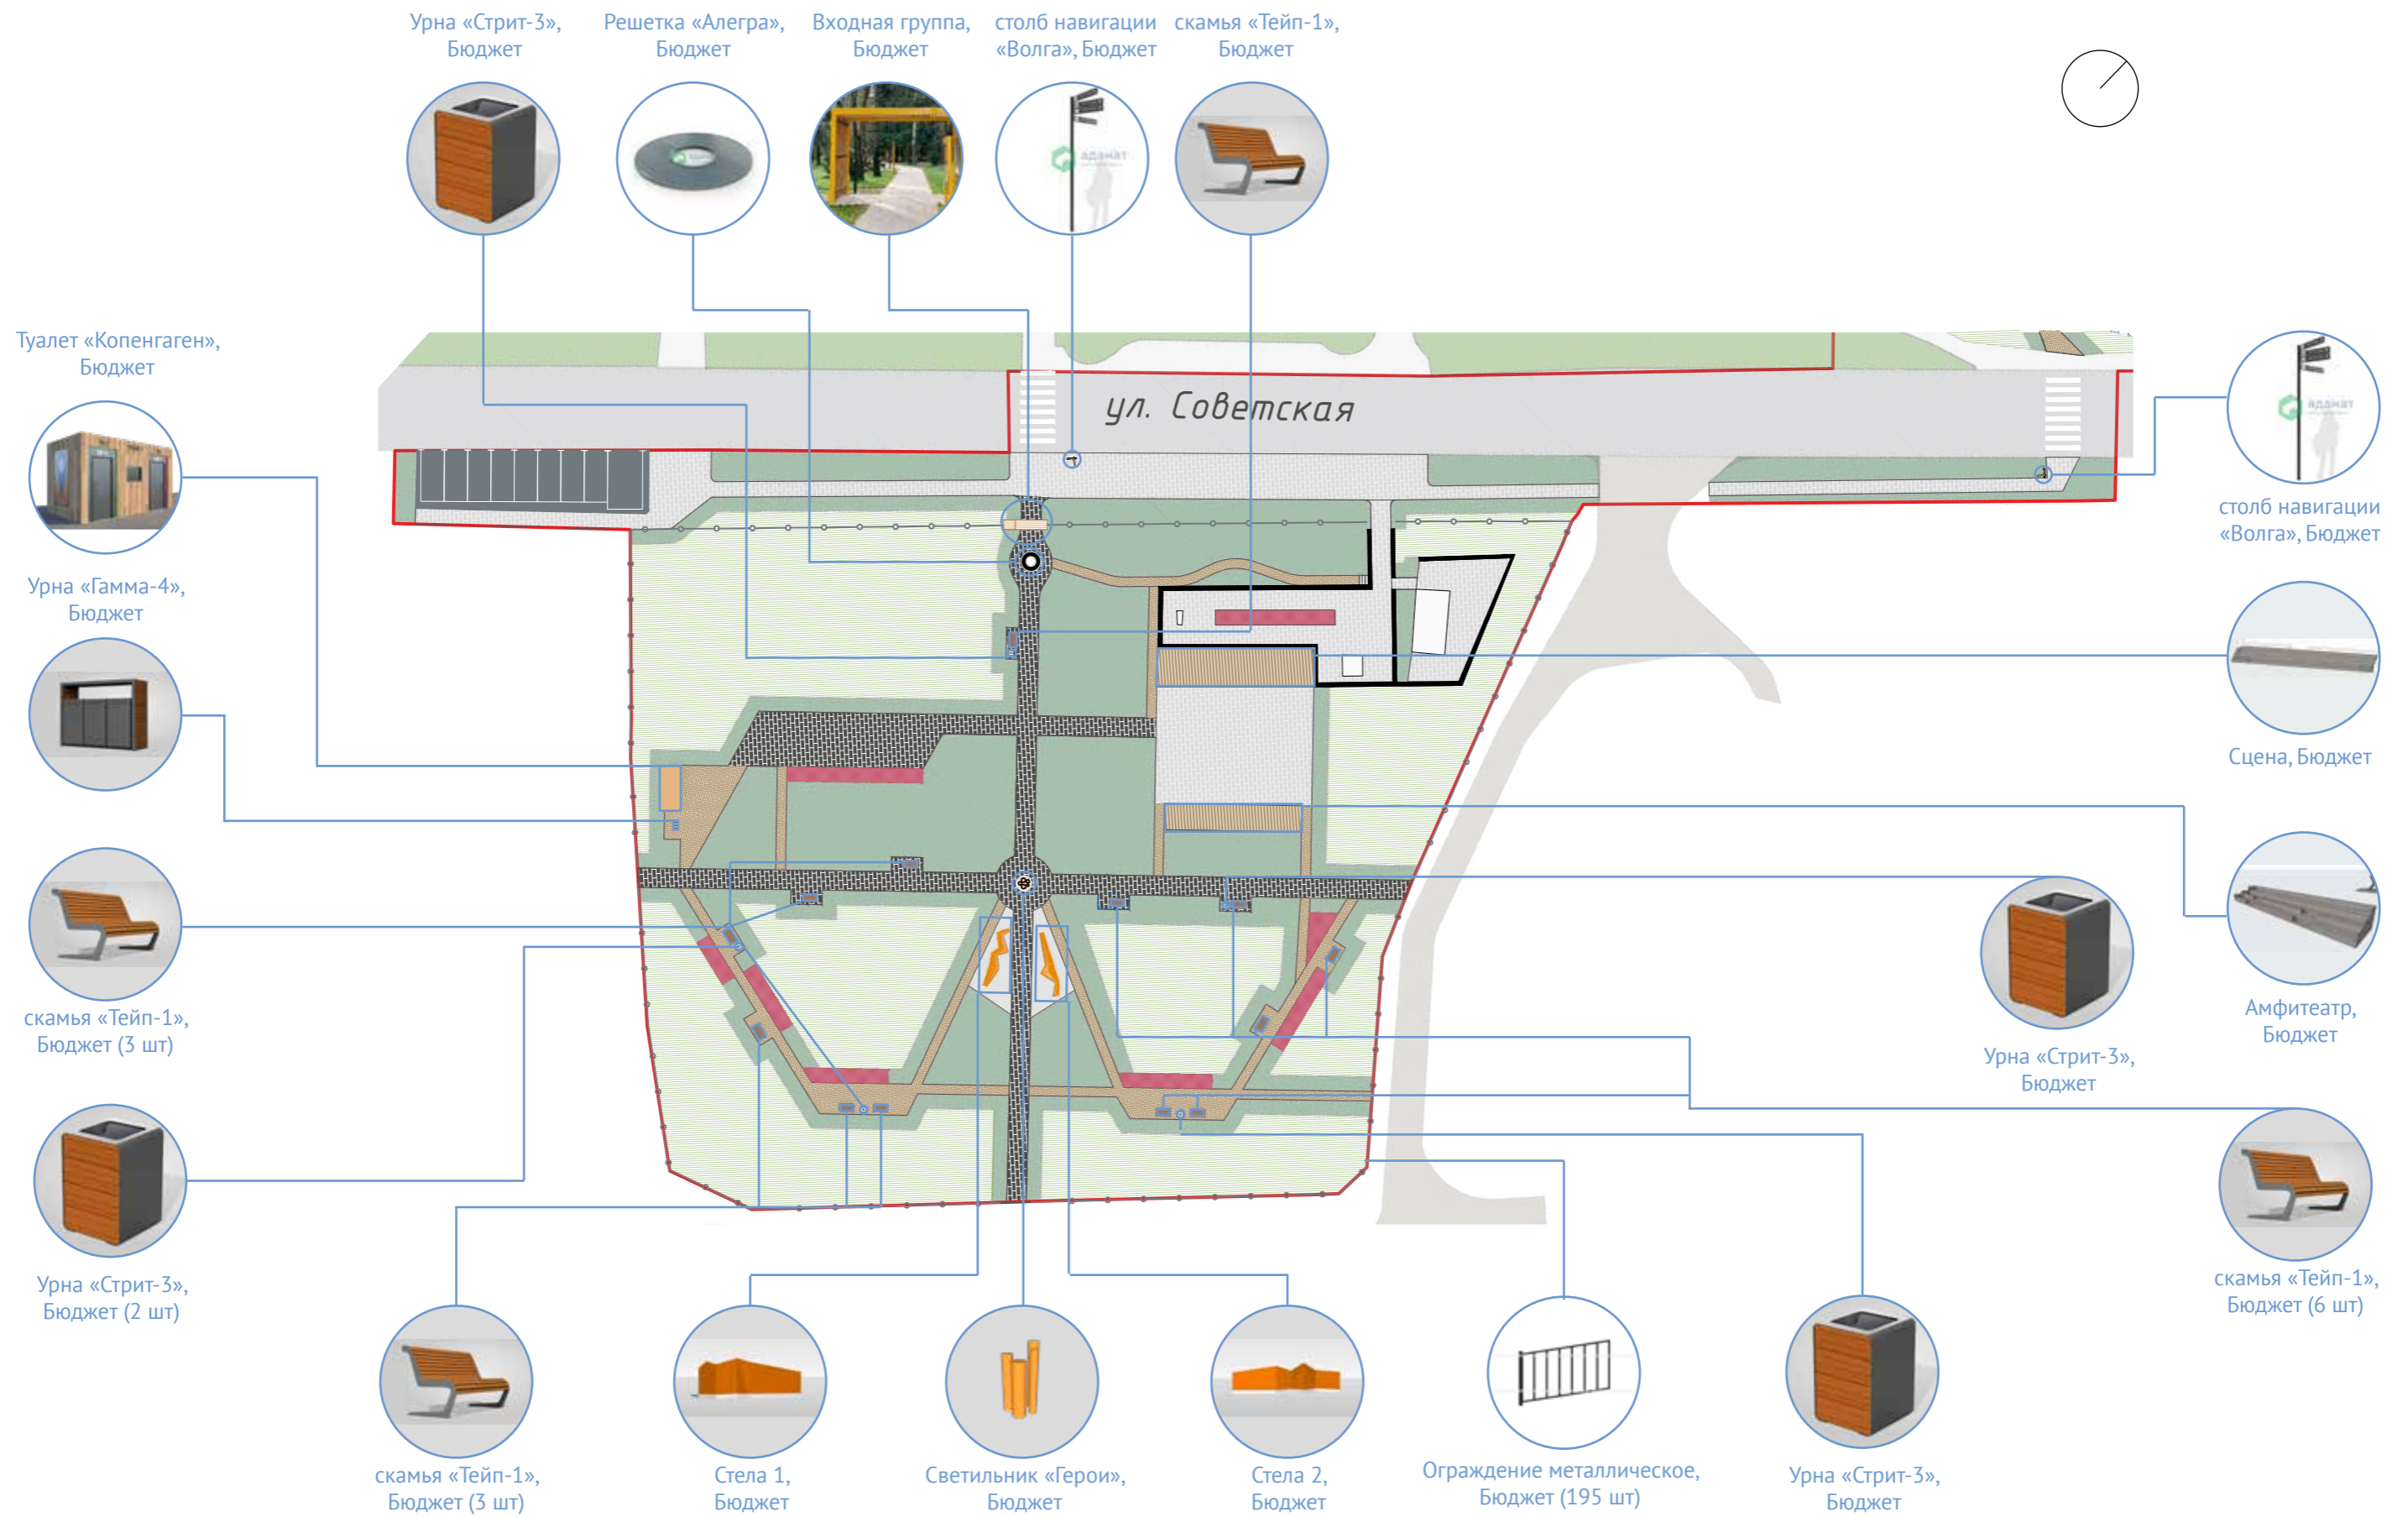 Урна «Стрит-3»,
Бюджет
Решетка «Алегра»,
Бюджет
Входная группа,
Бюджет
столб навигации
«Волга», Бюджет
скамья «Тейп-1»,
Бюджет
аданат
Туалет «Копенгаген»,
Бюджет
ул. Советская
аданат
столб навигации
«Волга», Бюджет
Урна «Гамма-4»,
Бюджет
Сцена, Бюджет
скамья «Тейп-1»,
Бюджет (3 шт)
Амфитеатр,
Бюджет
Урна «Стрит-3»,
Бюджет
Урна «Стрит-3»,
Бюджет (2 шт)
скамья «Тейп-1»,
Бюджет (6 шт)
скамья «Тейп-1»,
Бюджет (3 шт)
Стела 1,
Бюджет
Светильник «Герои»,
Бюджет
Стела 2,
Бюджет
Ограждение металлическое,
Бюджет (195 шт)
Урна «Стрит-3»,
Бюджет